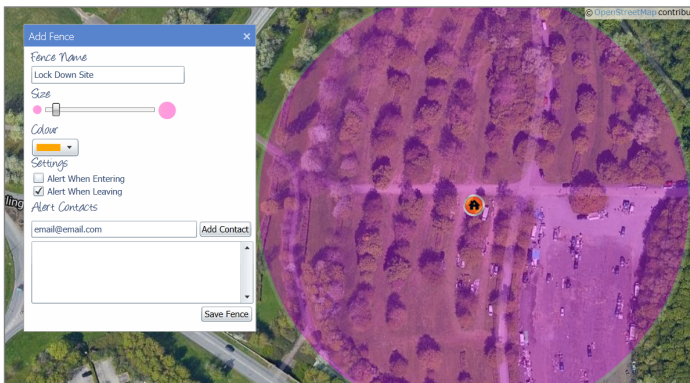 © OpenStreetMap contribu
Add Fence
Fence Name
Lock Down Site
Size
Colour
Settings
Alert When Entering
Alert When Leaving
Alert Contacts
email@email.com
Add Contact
Save Fence
ling